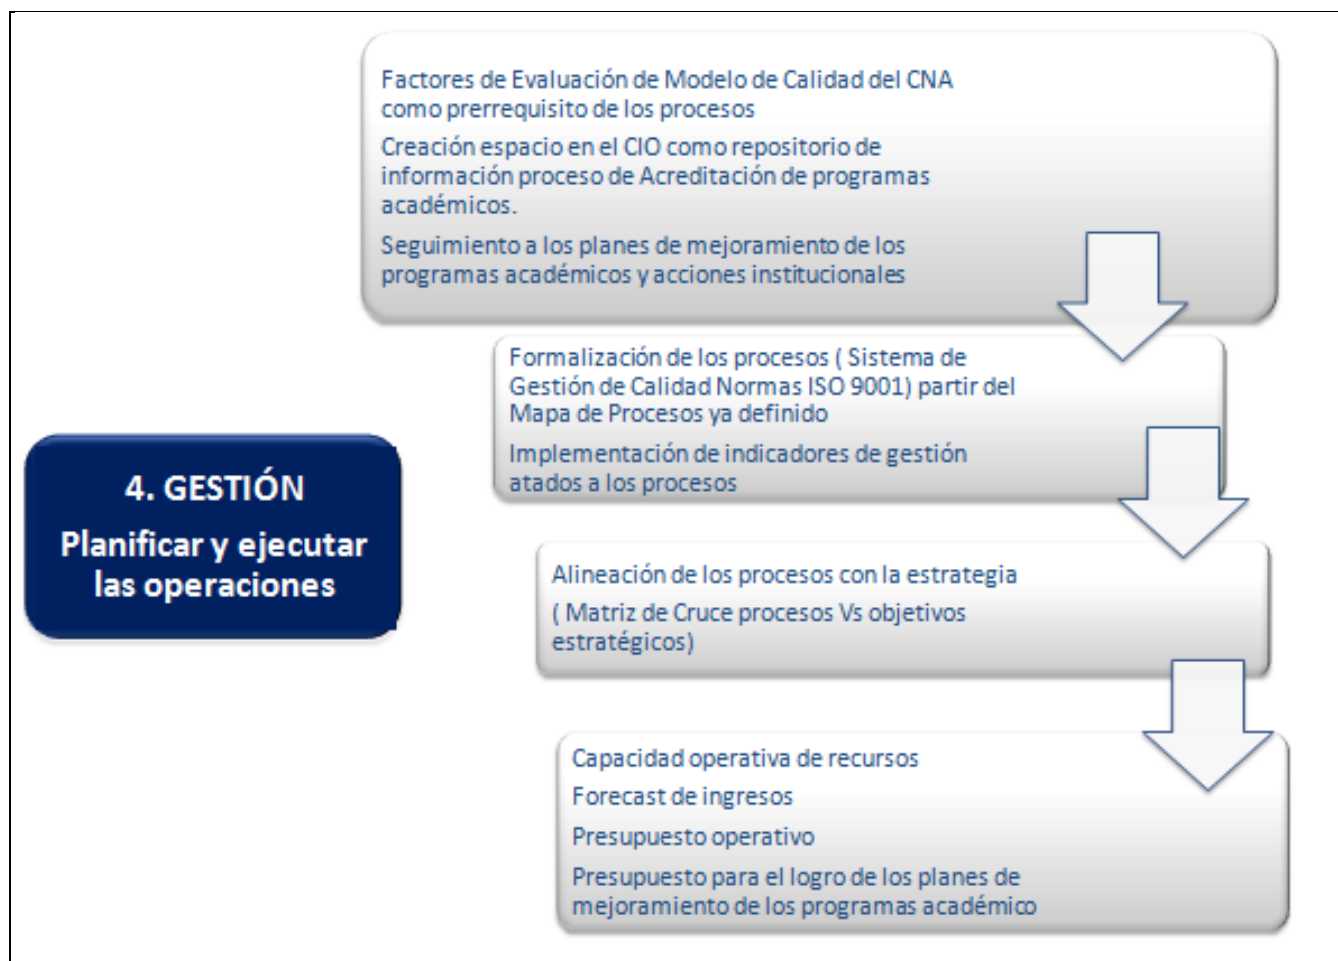 Factores de Evaluación de Modelo de Calidad del CNA
como prerrequisito de los procesos
Creación espacio en el CIO como repositorio de
información proceso de Acreditación de programas
académicos.
Seguimiento a los planes de mejoramiento de los
programas académicos y acciones institucionales
Formalización de los procesos ( Sistema de
Gestión de Calidad Normas ISO 9001) partir del
Mapa de Procesos ya definido
Implementación de indicadores de gestión
atados a los procesos
4. GESTIÓN
Planificar y ejecutar
las operaciones
Alineación de los procesos con la estrategia
( Matriz de Cruce procesos Vs objetivos
estratégicos)
Capacidad operativa de recursos
Forecast de ingresos
Presupuesto operativo
Presupuesto para el logro de los planes de
mejoramiento de los programas académico